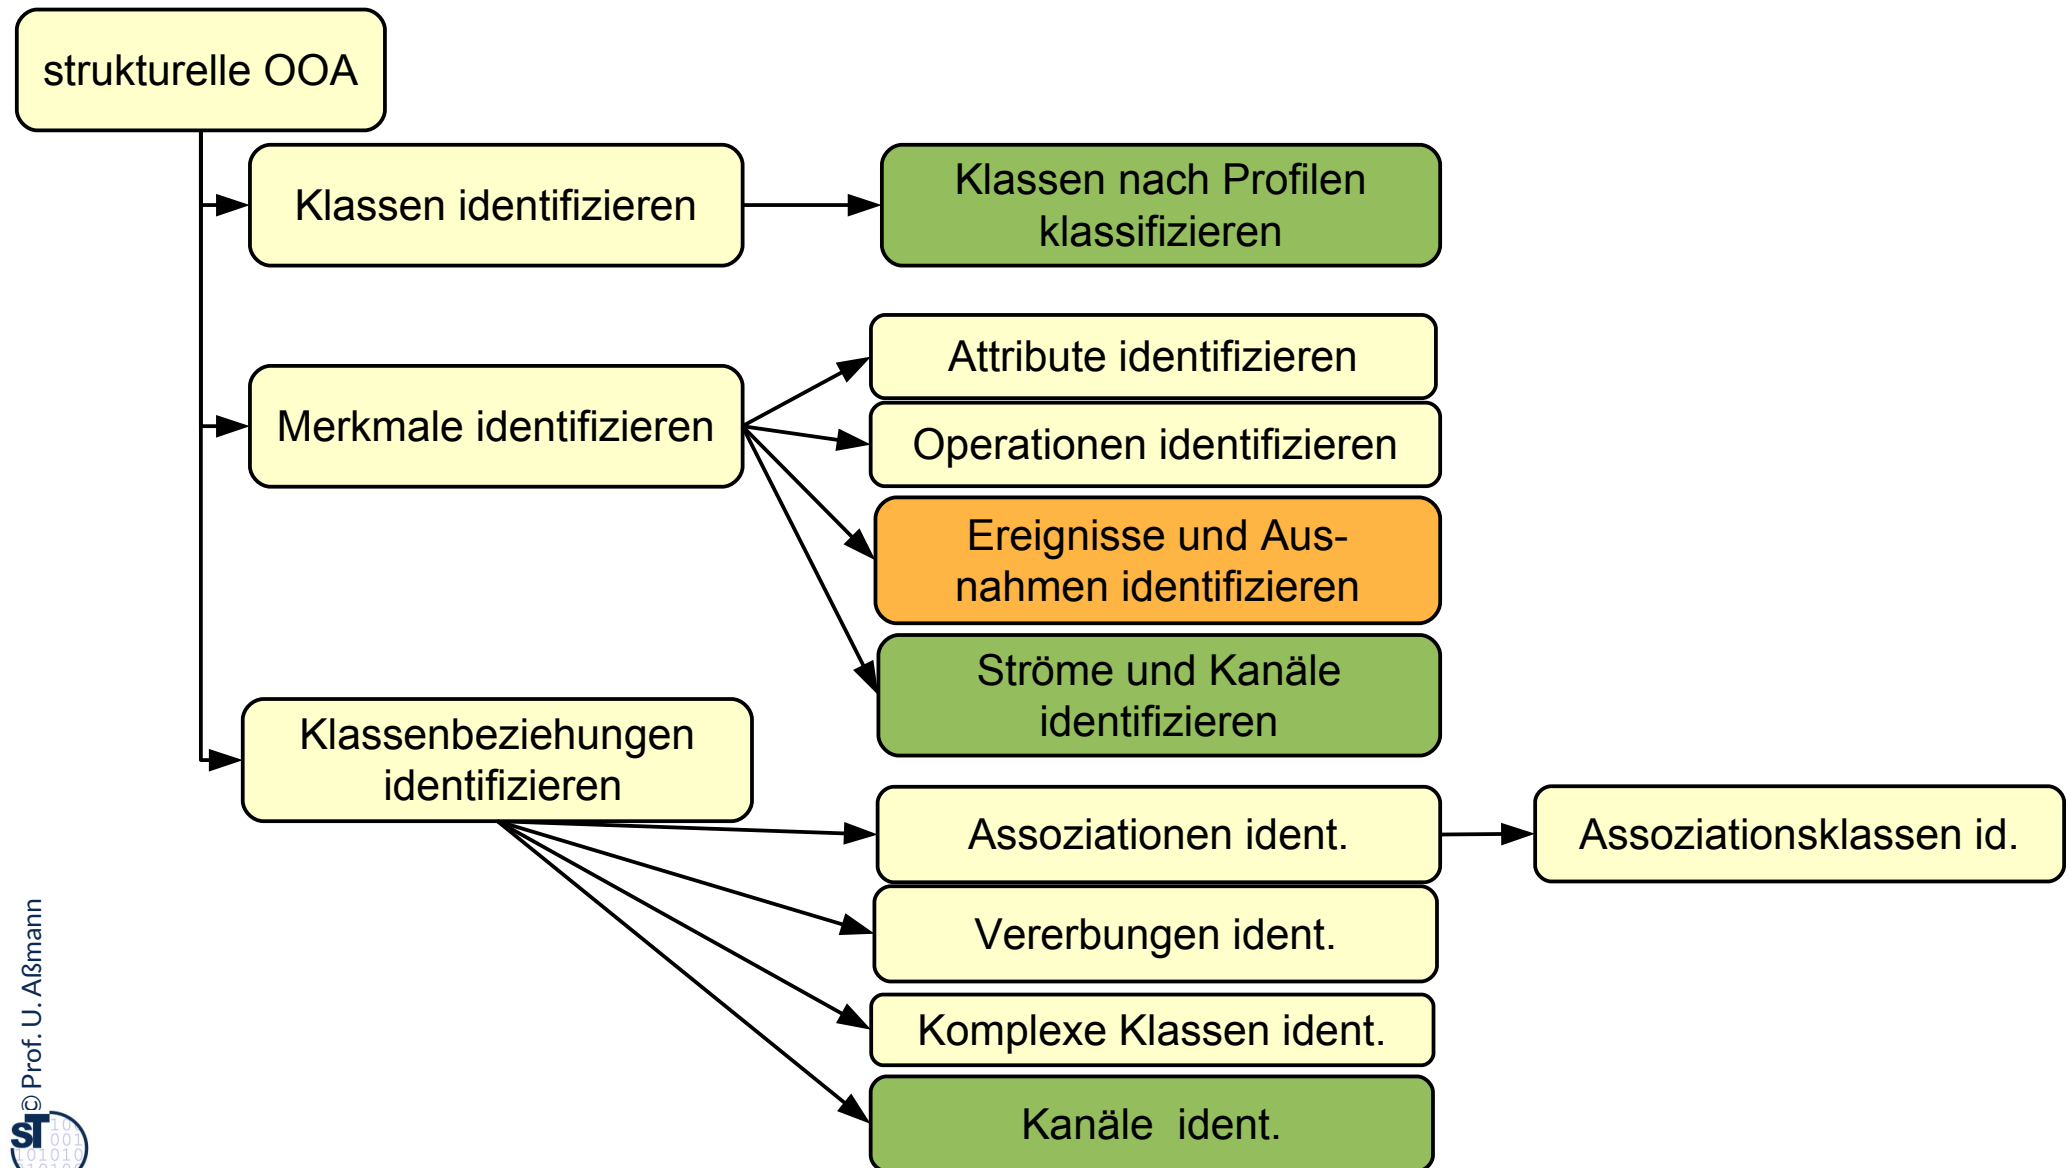 strukturelle OOA
Klassen identifizieren
Klassen nach Profilen
klassifizieren
Merkmale identifizieren
Attribute identifizieren
Operationen identifizieren
Ereignisse und Aus-
nahmen identifizieren
Ströme und Kanäle
identifizieren
Klassenbeziehungen
identifizieren
Assoziationen ident.
Assoziationsklassen id.
Vererbungen ident.
Komplexe Klassen ident.
Kanäle ident.
© Prof. U. Aßmann
ST